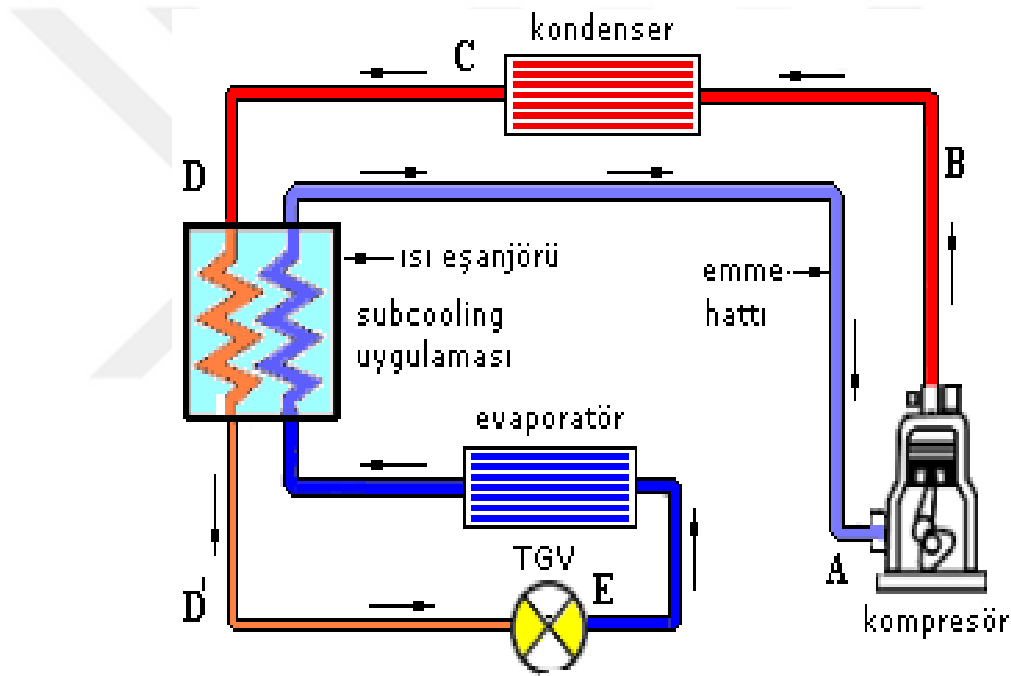 kondenser
C
B
D
ısı eşanjörü
subcooling
uygulaması
emme
hattı
evaporatör
TGV
E
A
D'
kompresör